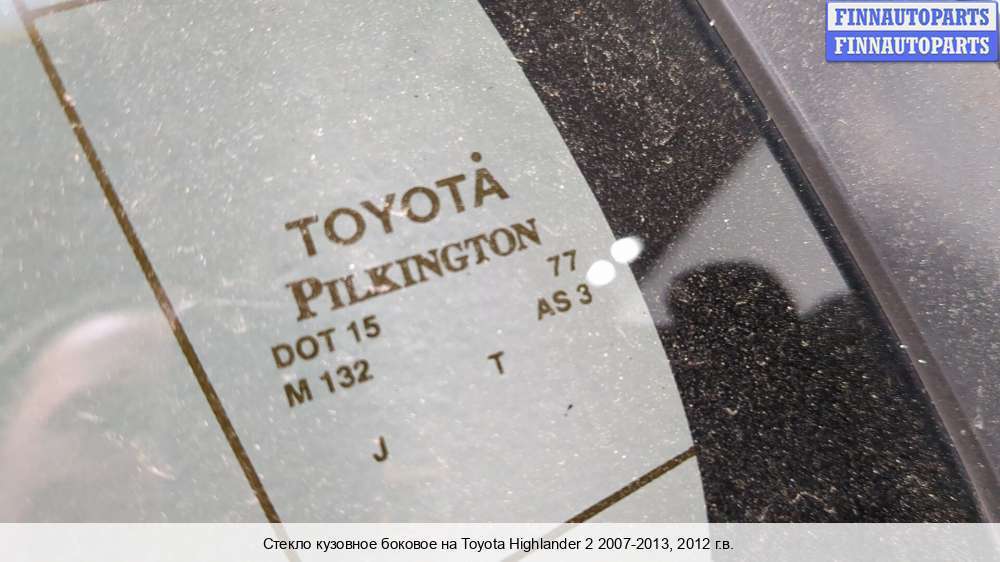 FINNAUTOPARTS
FINNAUTOPARTS
TOYOTA
PILKINGTON
DOT 15 77
M 132 AS 3
T
J
Стекло кузовное боковое на Toyota Highlander 2 2007-2013, 2012 г.в.